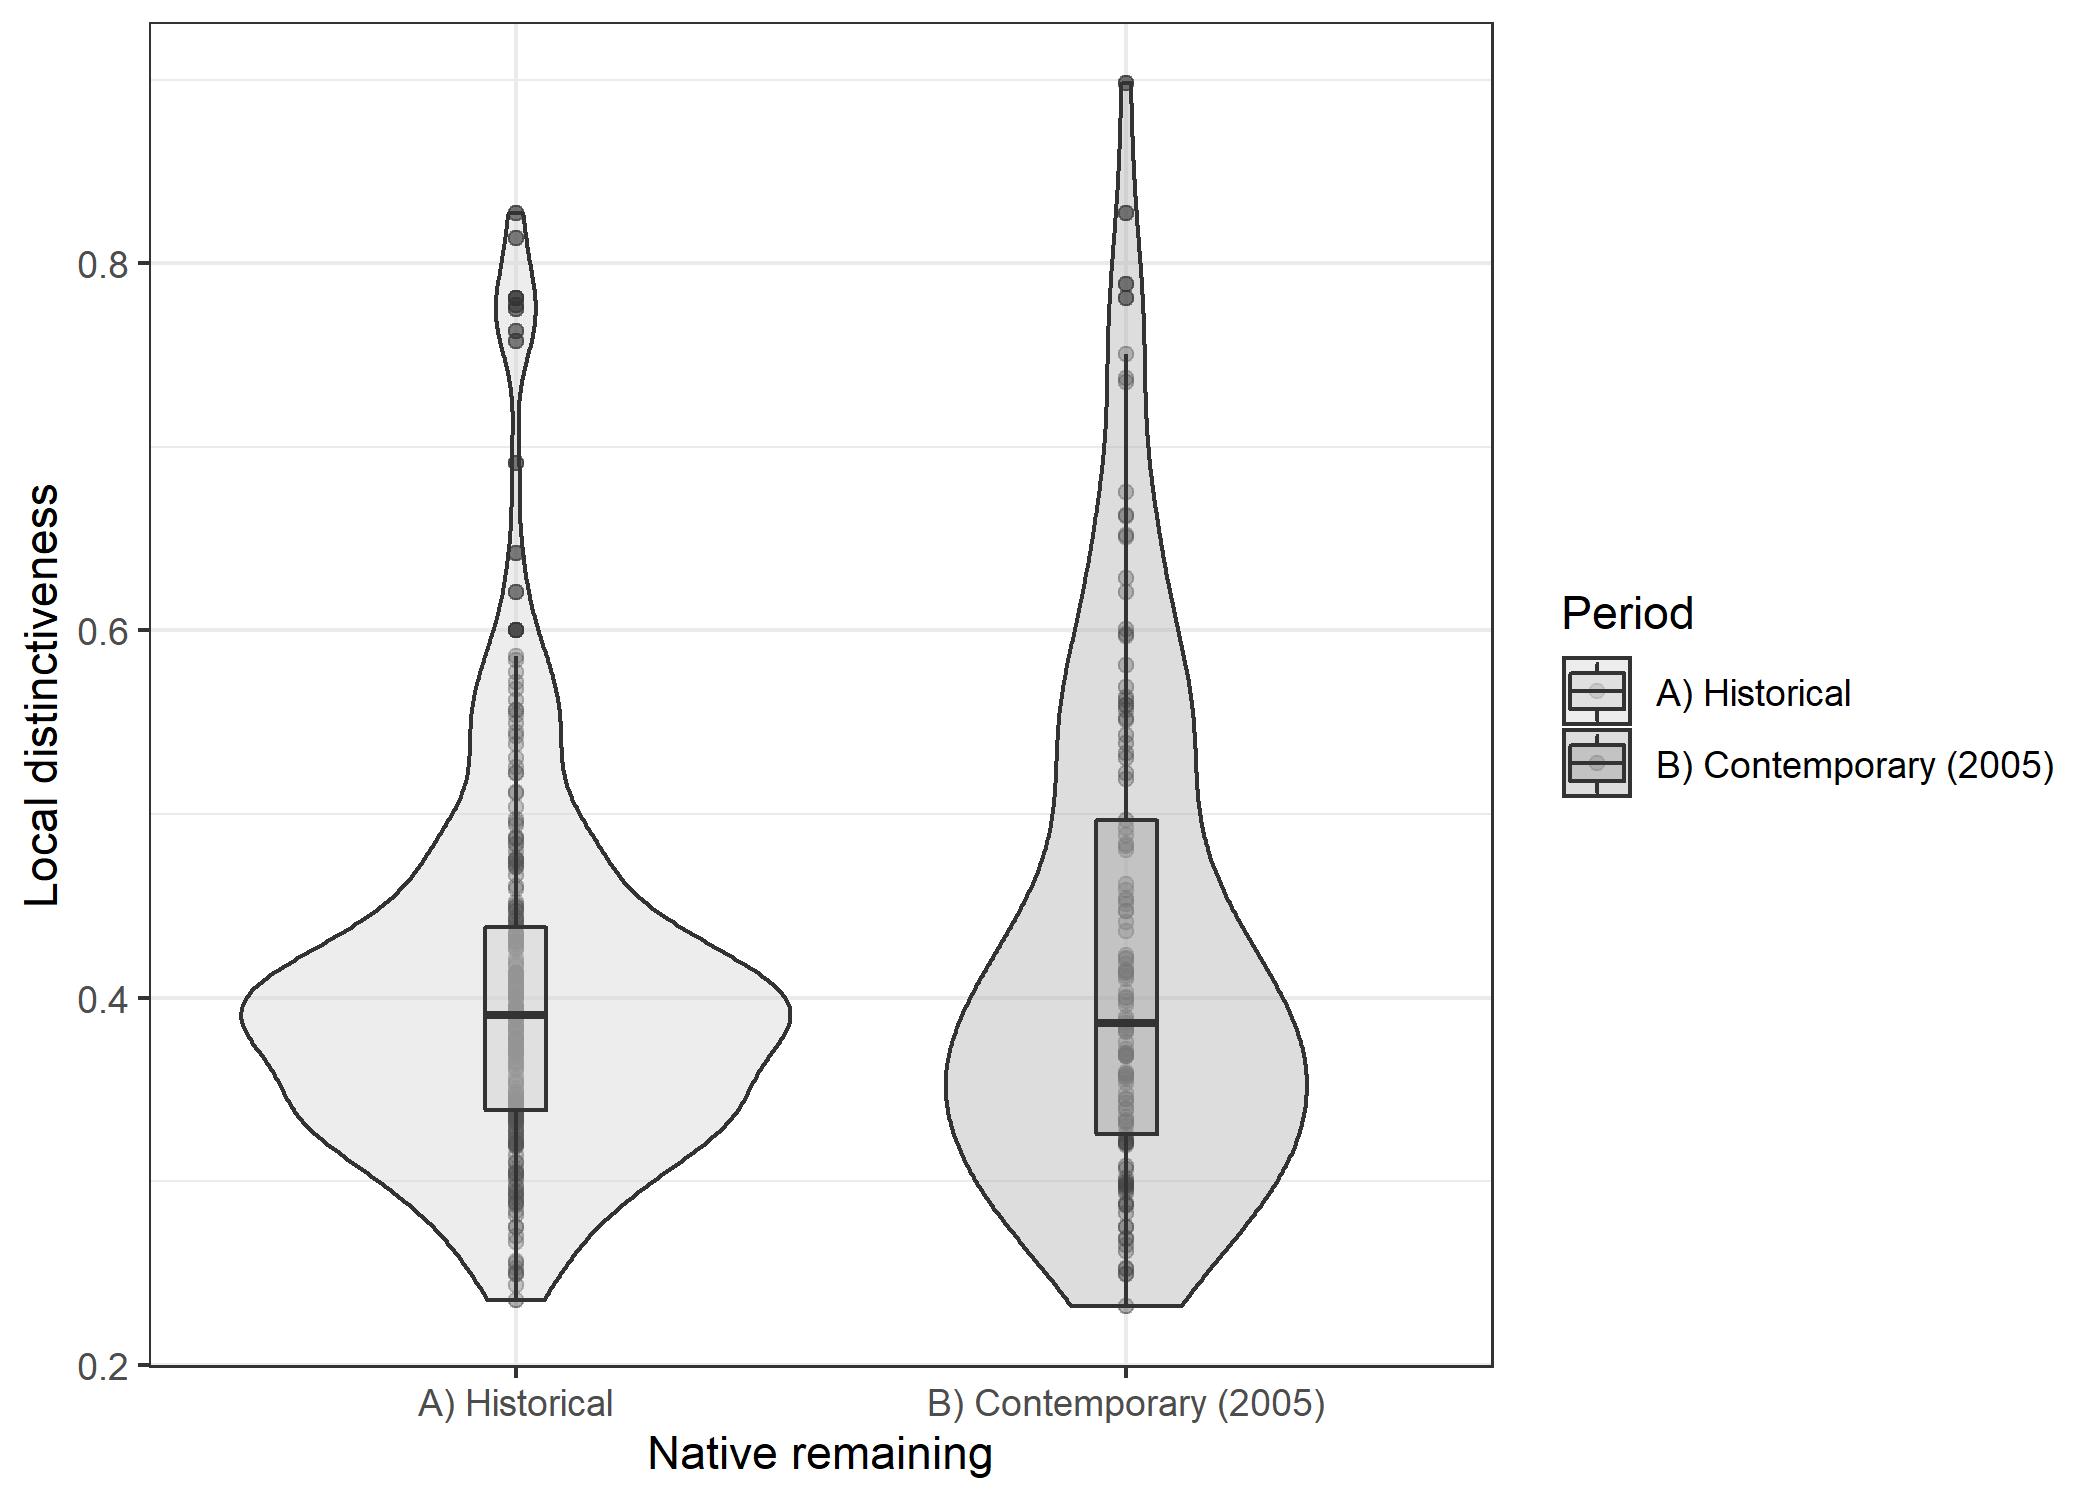 Local distinctiveness
0.8
0.6
0.4
0.2
A) Historical
B) Contemporary (2005)
Native remaining
Period
A) Historical
B) Contemporary (2005)